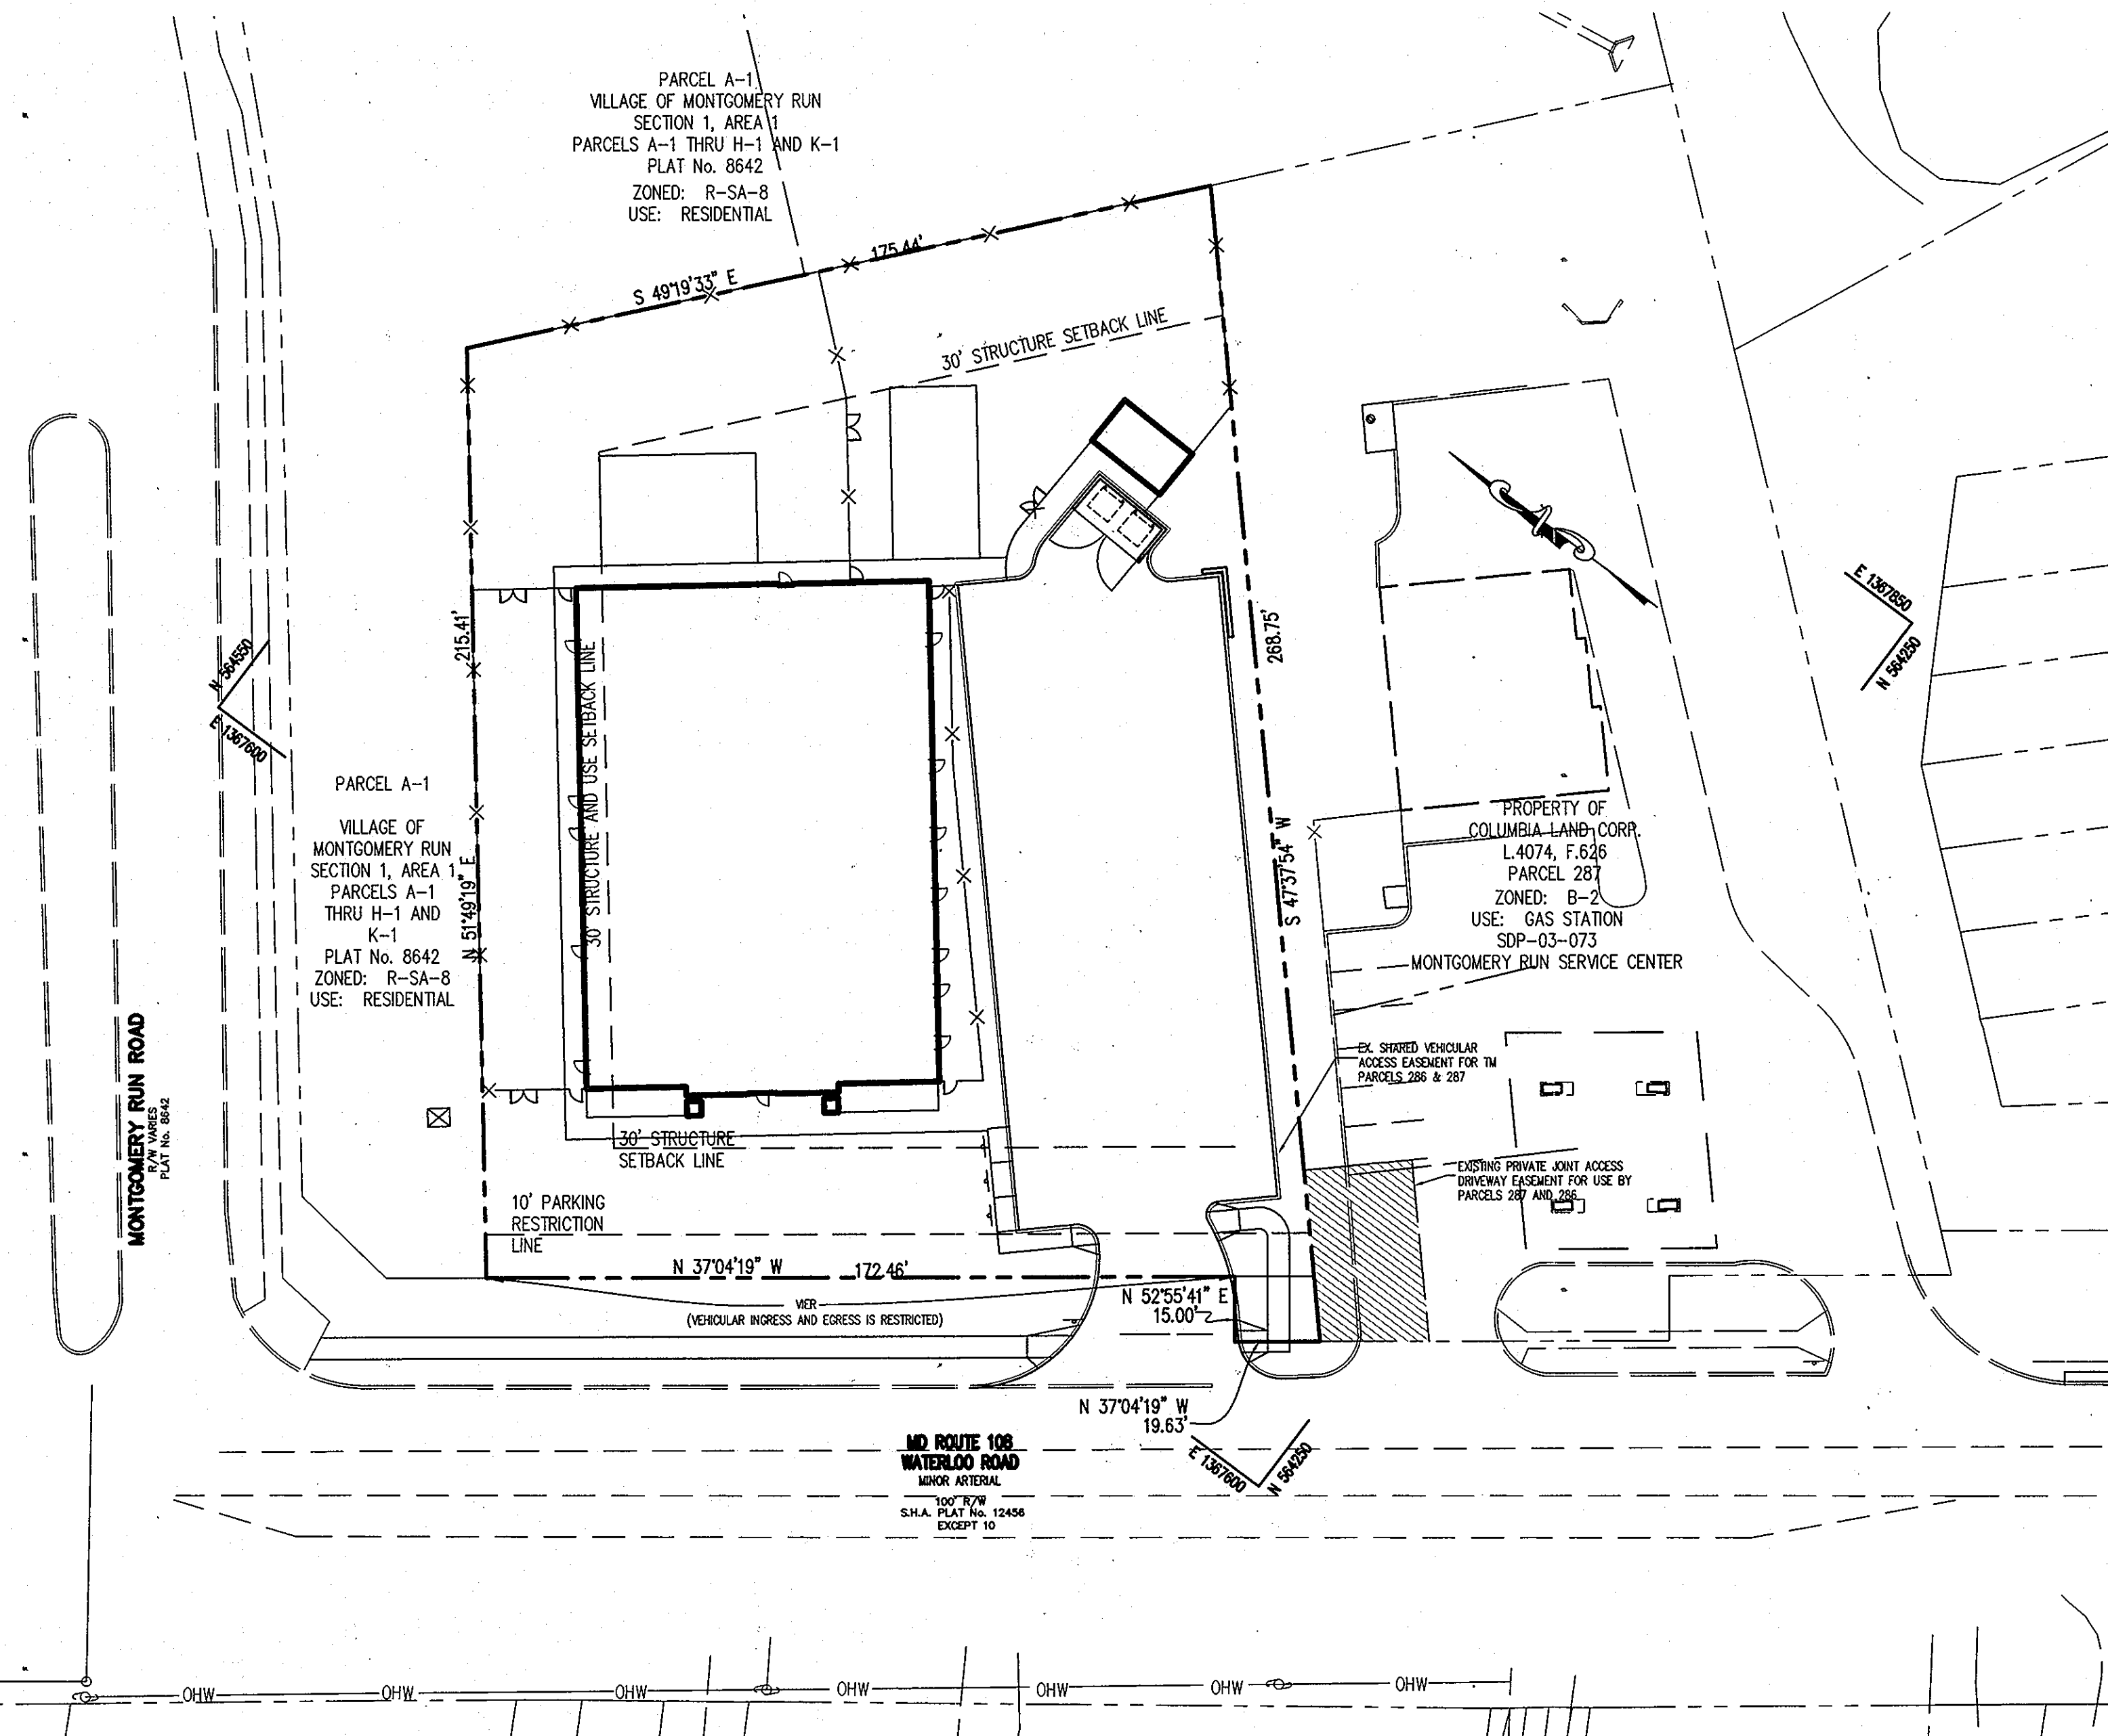 PARCEL A-1
VILLAGE OF MONTGOMERY RUN
SECTION 1, AREA 1
PARCELS A-1 THRU H-1 AND K-1
PLAT No. 8642
ZONED: R-SA-8
USE: RESIDENTIAL
S 49°19'33" E
175.44'
30' STRUCTURE SETBACK LINE
215.41'
N 51°49'19" E
30' STRUCTURE AND USE SETBACK LINE
268.75'
S 47°37'54" W
N 564550
E 1367600
E 1367850
N 564250
PARCEL A-1
VILLAGE OF
MONTGOMERY RUN
SECTION 1, AREA 1
PARCELS A-1
THRU H-1 AND
K-1
PLAT No. 8642
ZONED: R-SA-8
USE: RESIDENTIAL
PROPERTY OF
COLUMBIA LAND CORP.
L.4074, F.626
PARCEL 287
ZONED: B-2
USE: GAS STATION
SDP-03-073
MONTGOMERY RUN SERVICE CENTER
MONTGOMERY RUN ROAD
R/W VARIES
PLAT No. 8642
EX. SHARED VEHICULAR
ACCESS EASEMENT FOR TM
PARCELS 286 & 287
EXISTING PRIVATE JOINT ACCESS
DRIVEWAY EASEMENT FOR USE BY
PARCELS 287 AND 286
30' STRUCTURE
SETBACK LINE
10' PARKING
RESTRICTION
LINE
N 37°04'19" W
172.46'
VIER
(VEHICULAR INGRESS AND EGRESS IS RESTRICTED)
N 52°55'41" E
15.00'
N 37°04'19" W
19.63'
MD ROUTE 108
WATERLOO ROAD
MINOR ARTERIAL
100' R/W
S.H.A. PLAT No. 12456
EXCEPT 10
E 1367600
N 564250
OHW
OHW
OHW
OHW
OHW
OHW
OHW